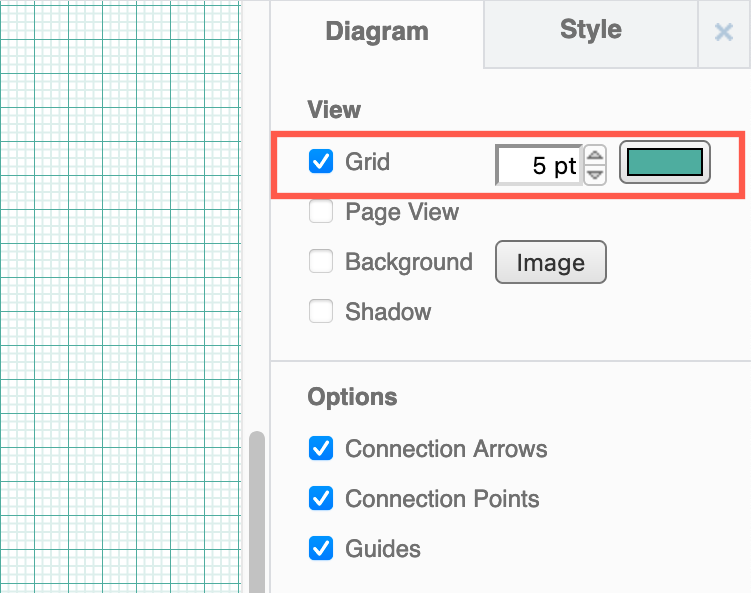 Diagram Style ×
View
Grid 5 pt
Page View
Background Image
Shadow
Options
Connection Arrows
Connection Points
Guides